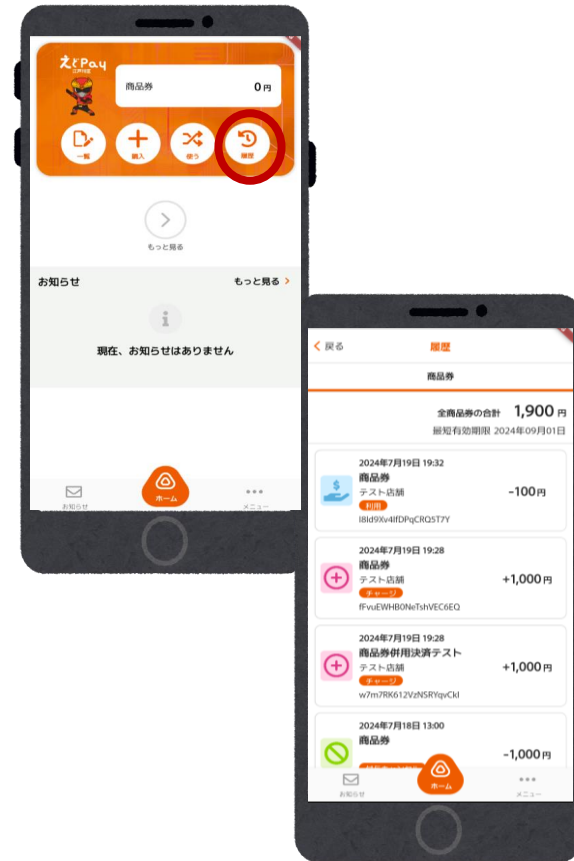 えどPay
江戸川区
商品券
0 円
一覧
購入
使う
履歴
もっと見る
お知らせ
もっと見る
現在、お知らせはありません
お知らせ
ホーム
メニュー
戻る
履歴
商品券
全商品券の合計 1,900 円
最短有効期限 2024年09月01日
2024年7月19日 19:32
商品券
テスト店舗
-100円
利用
I8Id9Xv4IfDPqCRQ5T7Y
2024年7月19日 19:28
商品券
テスト店舗
+1,000円
チャージ
fFvuEWHB0NeTshVEC6EQ
2024年7月19日 19:28
商品券併用決済テスト
テスト店舗
+1,000円
チャージ
w7m7RK612VzNSRYqvCkl
2024年7月18日 13:00
商品券
-1,000円
お知らせ
ホーム
メニュー